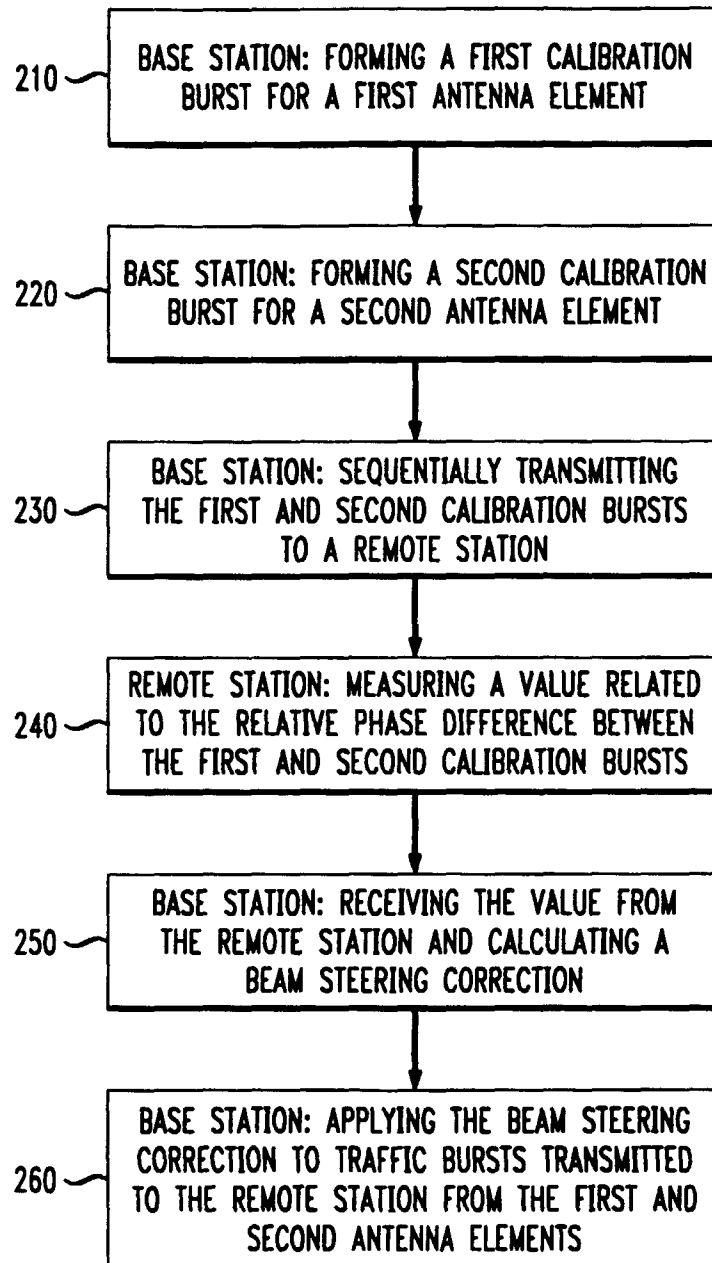 BASE STATION: FORMING A FIRST CALIBRATION
210
BURST FOR A FIRST ANTENNA ELEMENT
BASE STATION: FORMING A SECOND CALIBRATION
220
BURST FOR A SECOND ANTENNA ELEMENT
BASE STATION: SEQUENTIALLY TRANSMITTING
230
THE FIRST AND SECOND CALIBRATION BURSTS
TO A REMOTE STATION
REMOTE STATION: MEASURING A VALUE RELATED
240
TO THE RELATIVE PHASE DIFFERENCE BETWEEN
THE FIRST AND SECOND CALIBRATION BURSTS
BASE STATION: RECEIVING THE VALUE FROM
250
THE REMOTE STATION AND CALCULATING A
BEAM STEERING CORRECTION
BASE STATION: APPLYING THE BEAM STEERING
CORRECTION TO TRAFFIC BURSTS TRANSMITTED
260
TO THE REMOTE STATION FROM THE FIRST AND
SECOND ANTENNA ELEMENTS